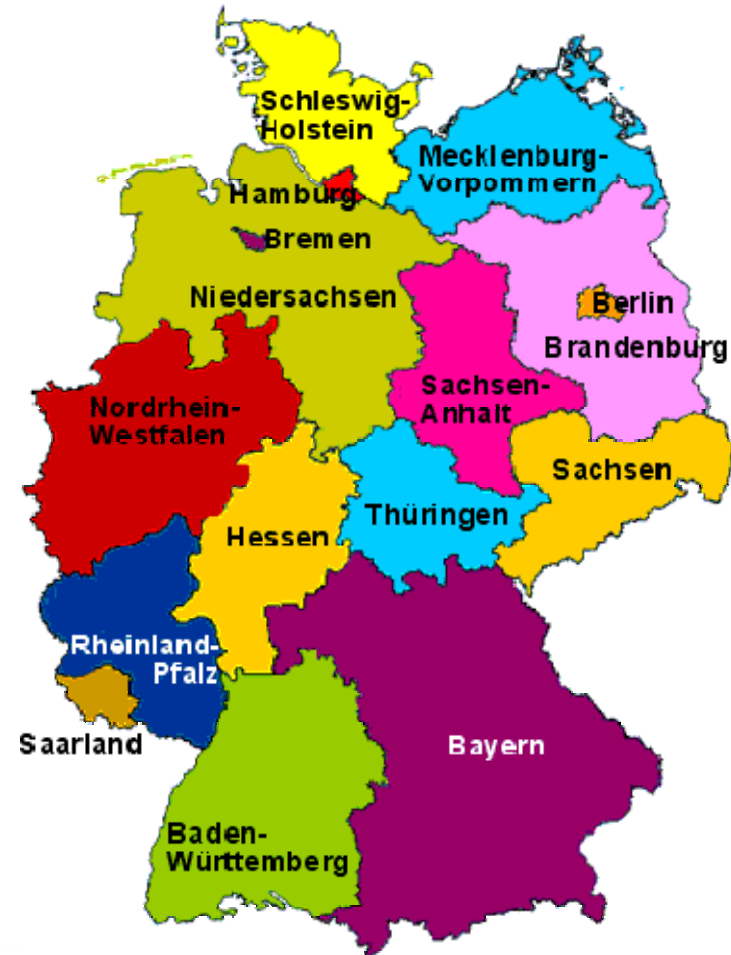 Schleswig-
Holstein
Mecklenburg-
Vorpommern
Hamburg
Bremen
Niedersachsen
Berlin
Brandenburg
Sachsen-
Anhalt
Nordrhein-
Westfalen
Sachsen
Thüringen
Hessen
Rheinland-
Pfalz
Saarland
Bayern
Baden-
Württemberg